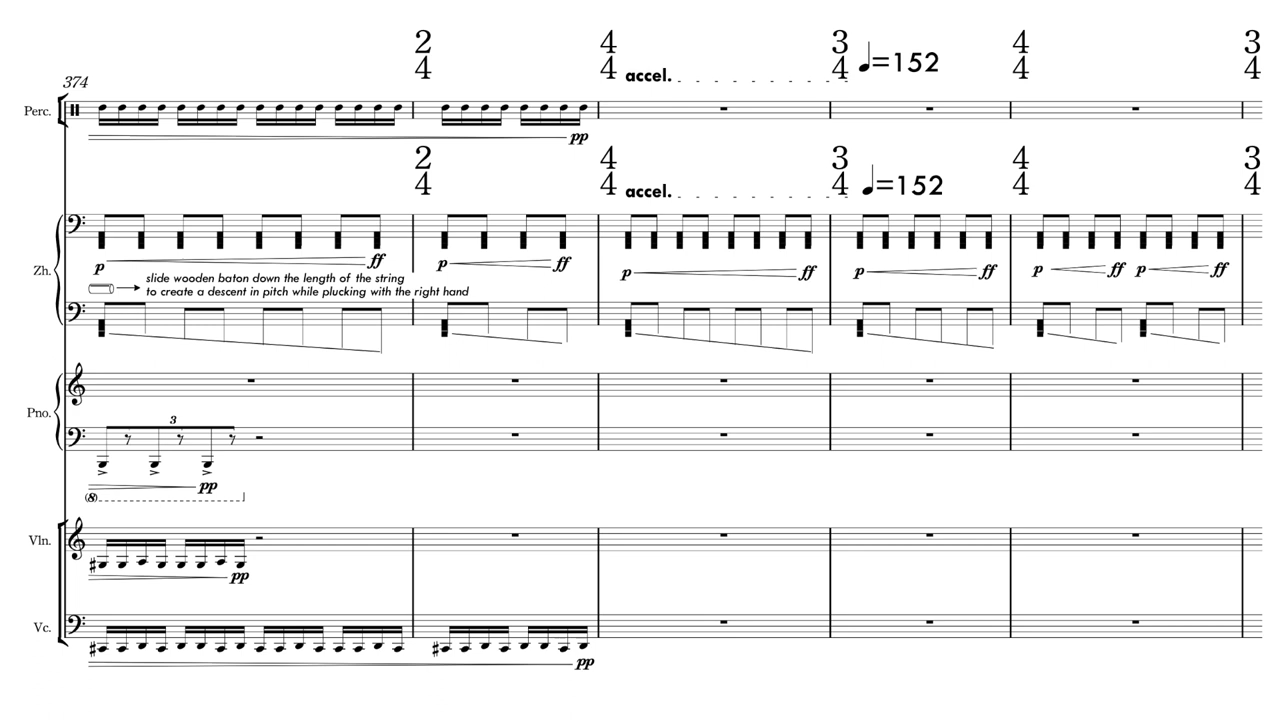 2 4 3 4 3
4 4 4 4 4
accel. ♩=152
374
Perc.
pp
2 4 3 4 3
4 4 4 4 4
accel. ♩=152
Zh.
p ff p ff p ff p ff p ff p ff
slide wooden baton down the length of the string
to create a descent in pitch while plucking with the right hand
Pno.
3
pp
(8)
Vln.
pp
Vc.
pp